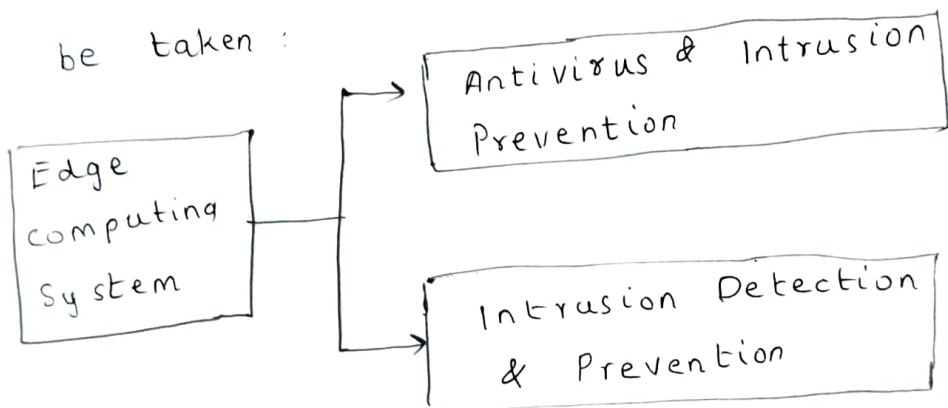 be taken :
Antivirus & Intrusion
Prevention
Edge
computing
System
Intrusion Detection
& Prevention